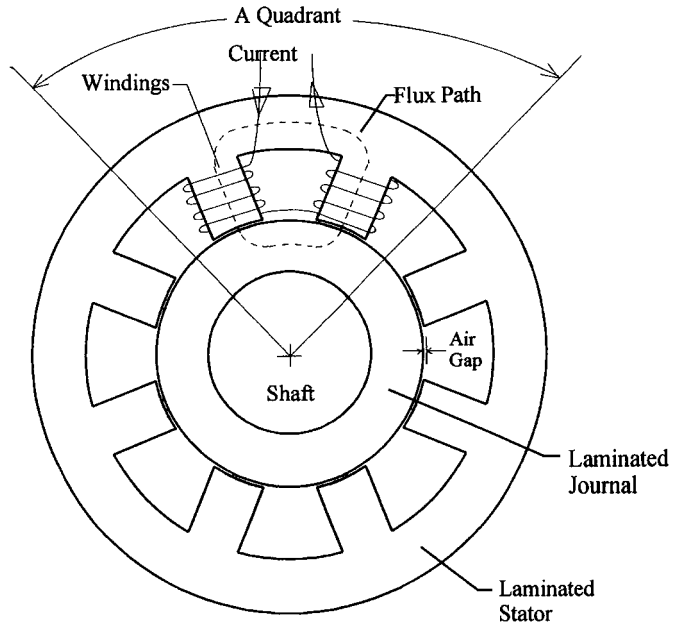 A Quadrant
Current
Windings
Flux Path
Air
Gap
Shaft
Laminated
Journal
Laminated
Stator